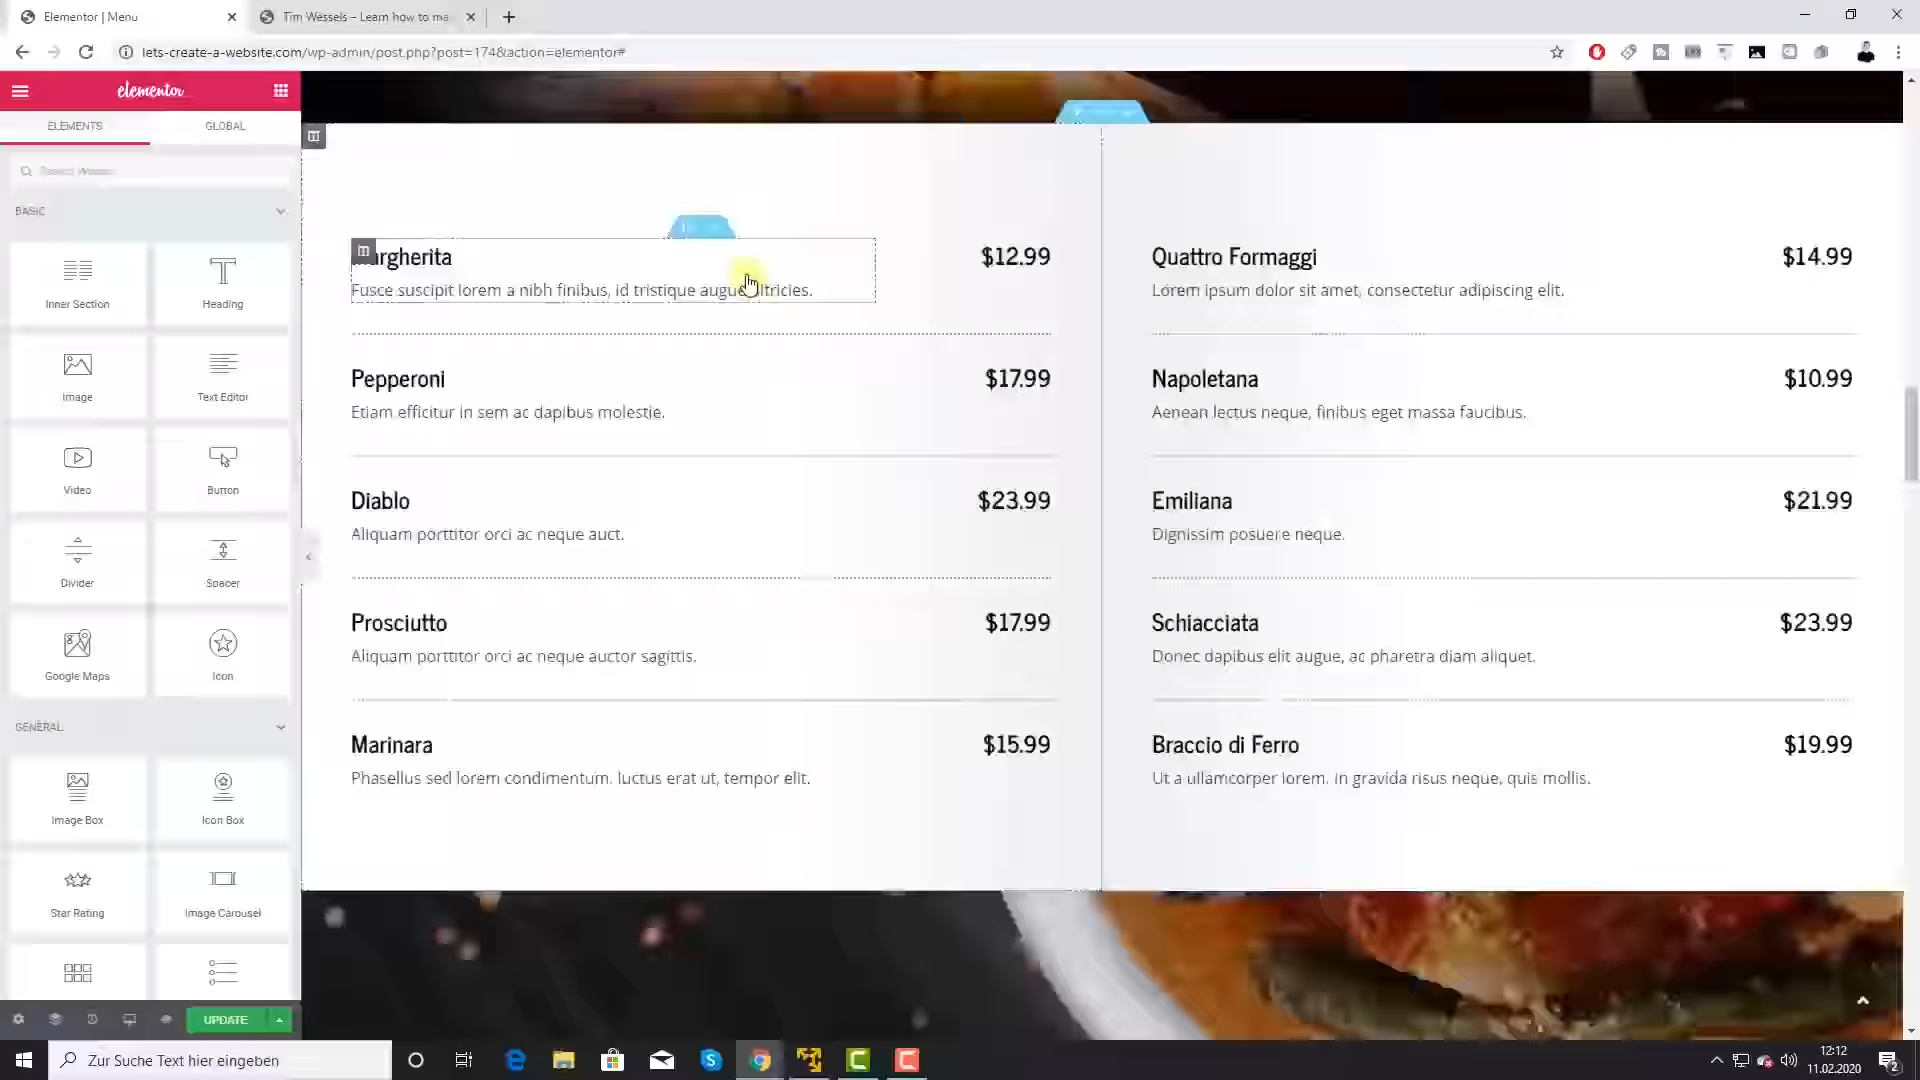 Elementor | Menu
Tim Wessels – Learn how to ma
lets-create-a-website.com/wp-admin/post.php?post=174&action=elementor#
elementor
ELEMENTS
GLOBAL
BASIC
Inner Section
Heading
Image
Text Editor
Video
Button
Divider
Spacer
Google Maps
Icon
GENERAL
Image Box
Icon Box
Star Rating
Image Carousel
UPDATE
argherita
$12.99
Fusce suscipit lorem a nibh finibus, id tristique augue ultricies.
Pepperoni
$17.99
Etiam efficitur in sem ac dapibus molestie.
Diablo
$23.99
Aliquam porttitor orci ac neque auct.
Prosciutto
$17.99
Aliquam porttitor orci ac neque auctor sagittis.
Marinara
$15.99
Phasellus sed lorem condimentum, luctus erat ut, tempor elit.
Quattro Formaggi
$14.99
Lorem ipsum dolor sit amet, consectetur adipiscing elit.
Napoletana
$10.99
Aenean lectus neque, finibus eget massa faucibus.
Emiliana
$21.99
Dignissim posuere neque.
Schiacciata
$23.99
Donec dapibus elit augue, ac pharetra diam aliquet.
Braccio di Ferro
$19.99
Ut a ullamcorper lorem, in gravida risus neque, quis mollis.
Zur Suche Text hier eingeben
12:12
11.02.2020
2